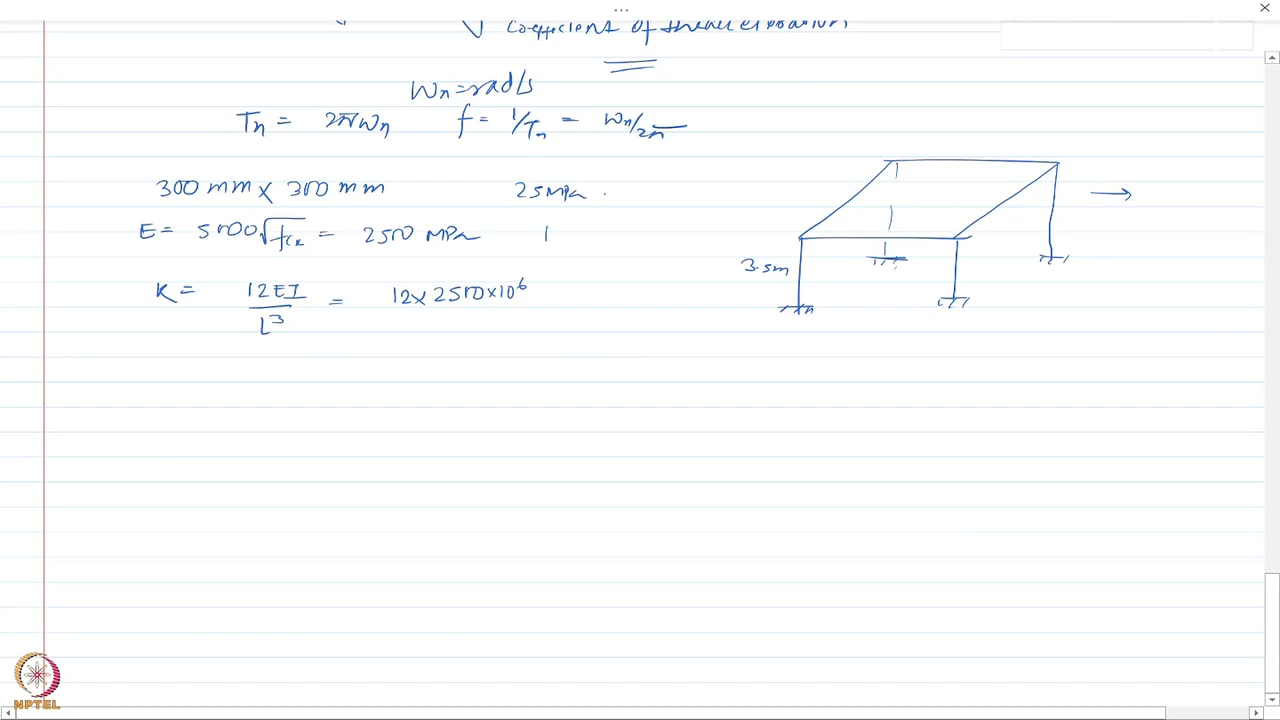 Coefficient of
Wn = rad/s
Tn = 2πWn f = 1/Tn = Wn/2π
300 mm x 300 mm 25 MPa
E = 5000√fck = 2500 MPa
K = 12EI/L³ = 12 x 2500 x 10⁶
3.5m
NPTEL